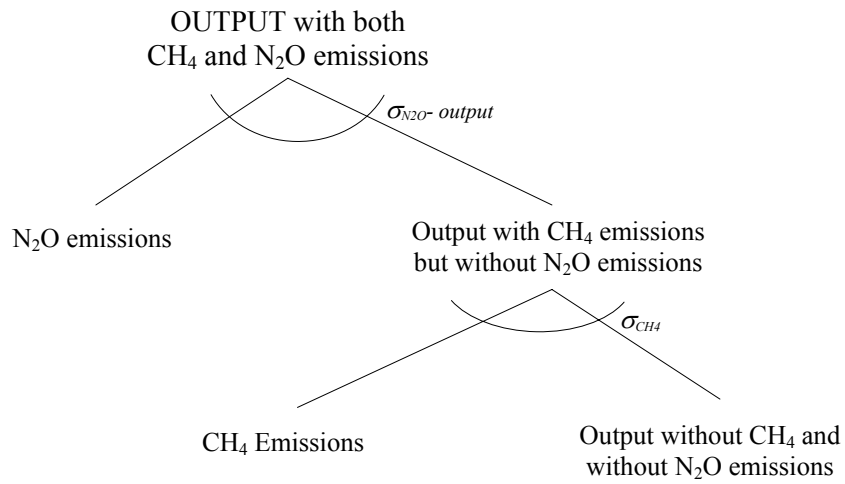 OUTPUT with both
CH₄ and N₂O emissions
σN2O- output
N₂O emissions
Output with CH₄ emissions
but without N₂O emissions
σCH4
CH₄ Emissions
Output without CH₄ and
without N₂O emissions